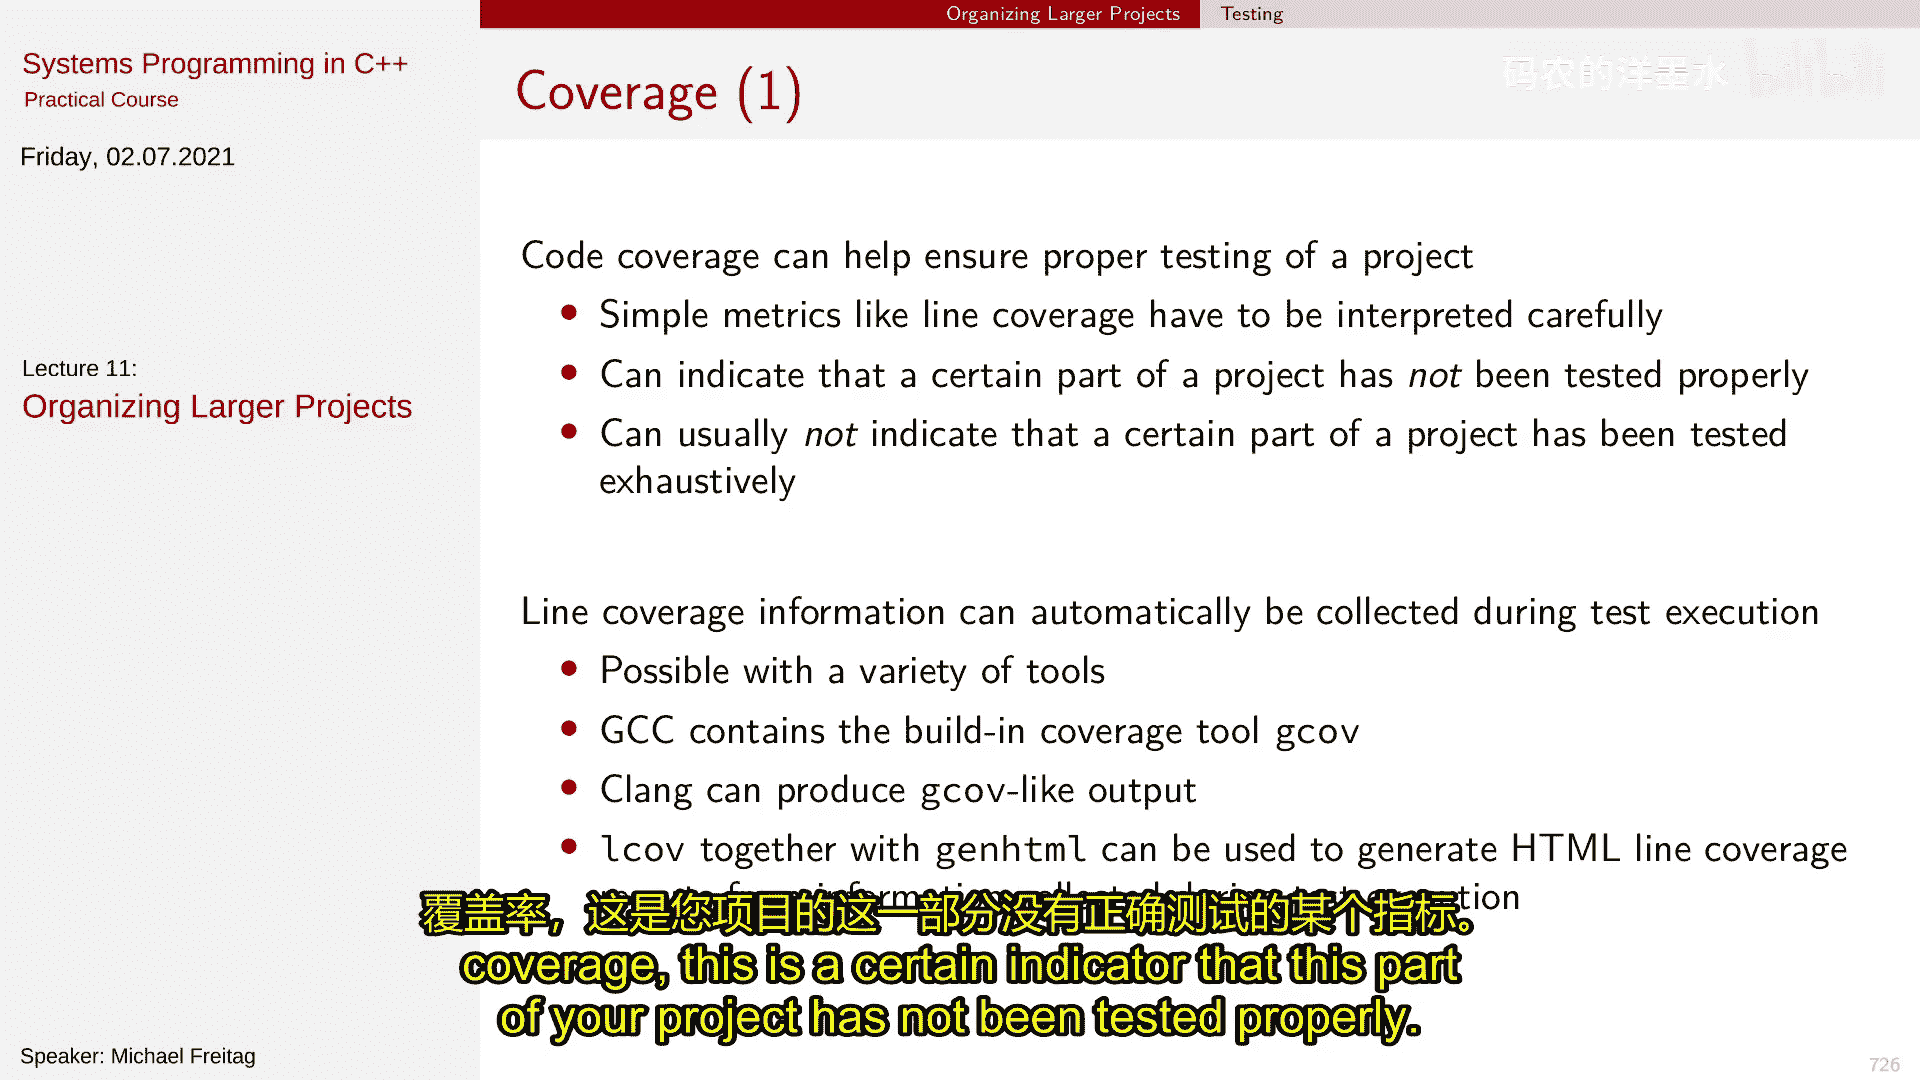 Organizing Larger Projects Testing
Systems Programming in C++
Practical Course
Friday, 02.07.2021
Lecture 11:
Organizing Larger Projects
Speaker: Michael Freitag
码农的洋墨水 bilibili
Coverage (1)
Code coverage can help ensure proper testing of a project
• Simple metrics like line coverage have to be interpreted carefully
• Can indicate that a certain part of a project has not been tested properly
• Can usually not indicate that a certain part of a project has been tested
exhaustively
Line coverage information can automatically be collected during test execution
• Possible with a variety of tools
• GCC contains the build-in coverage tool gcov
• Clang can produce gcov-like output
• lcov together with genhtml can be used to generate HTML line coverage
覆盖率，这是您项目的这一部分没有正确测试的某个指标。
coverage, this is a certain indicator that this part
of your project has not been tested properly.
726